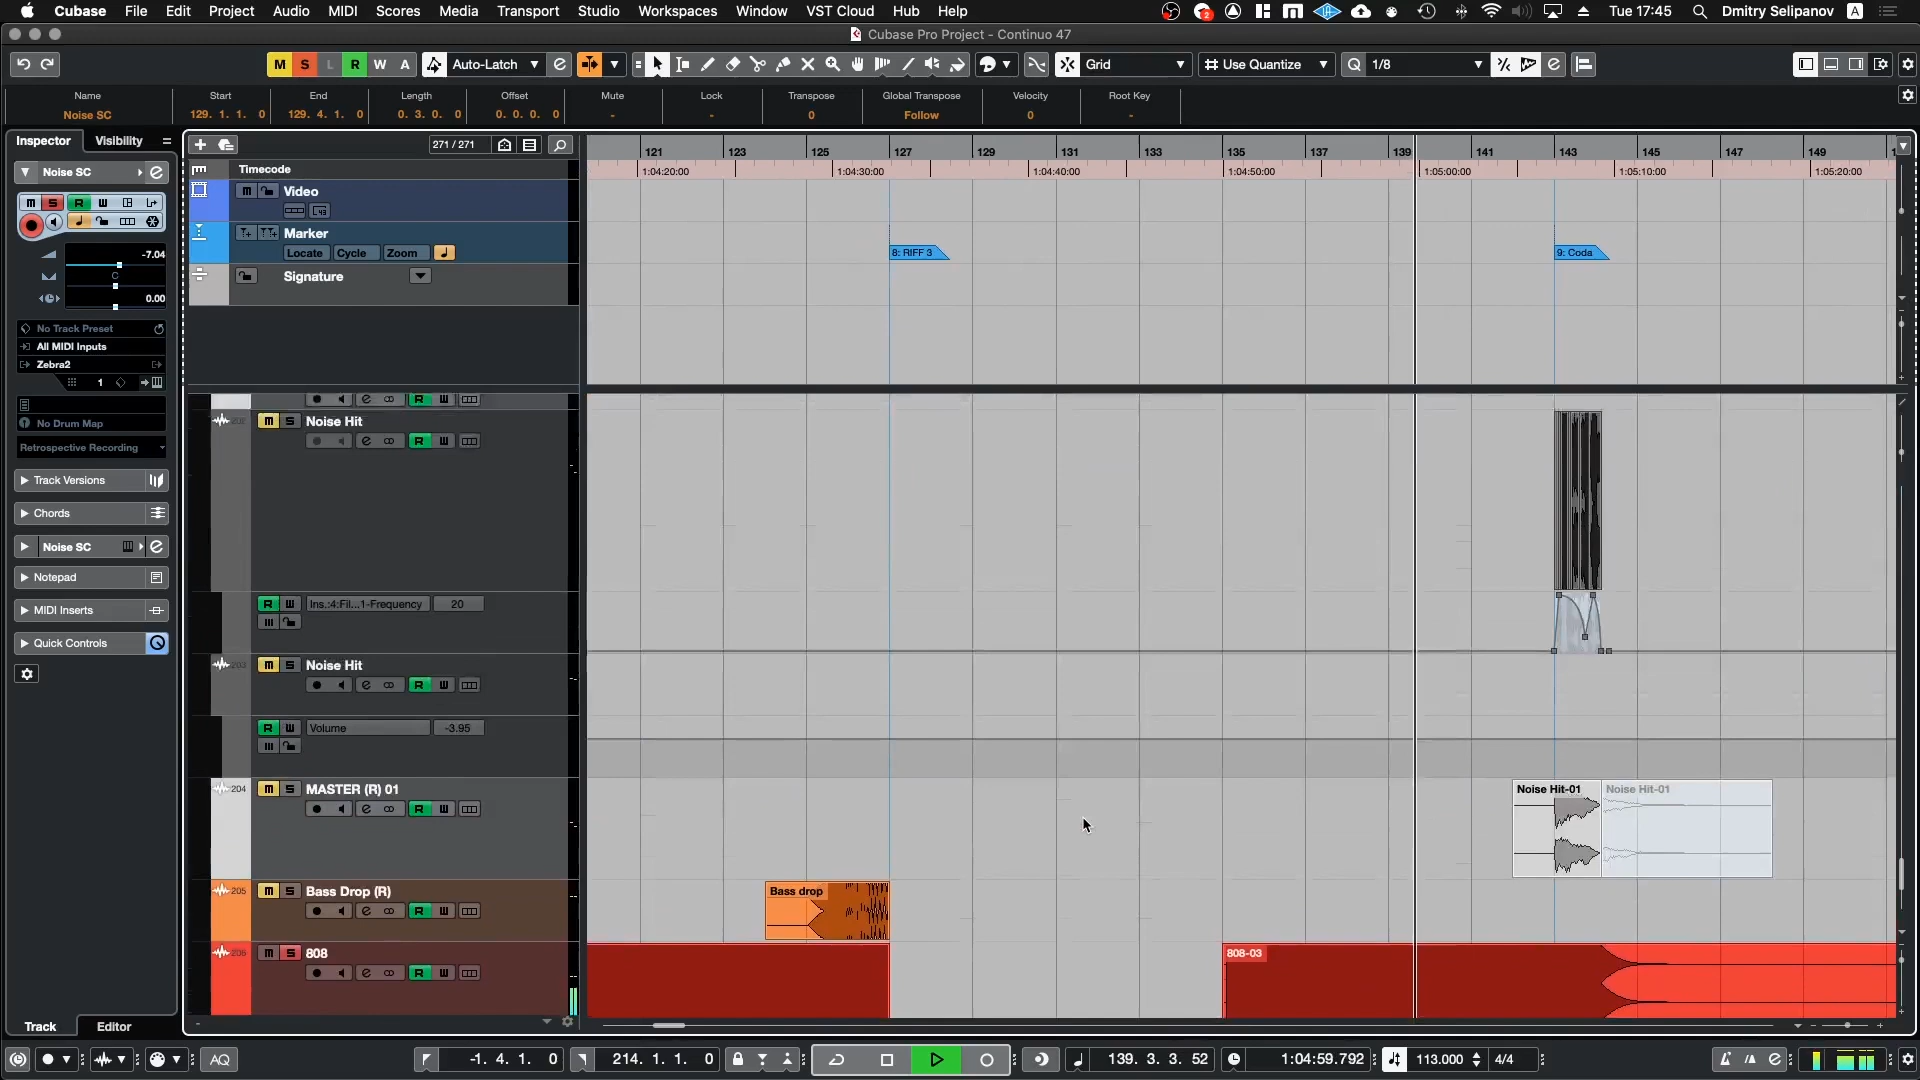 Cubase File Edit Project Audio MIDI Scores Media Transport Studio Workspaces Window VST Cloud Hub Help
2 Tue 17:45 Dmitry Selipanov A
Cubase Pro Project - Continuo 47
M S L R W A Auto-Latch Grid Use Quantize Q 1/8
Name Start End Length Offset Mute Lock Transpose Global Transpose Velocity Root Key
Noise SC 129. 1. 1. 0 129. 4. 1. 0 0. 3. 0. 0 0. 0. 0. 0 - - 0 Follow 0 -
Inspector Visibility
271 / 271
121 123 125 127 129 131 133 135 137 139 141 143 145 147 149
Noise SC
Timecode
1:04:20:00 1:04:30:00 1:04:40:00 1:04:50:00 1:05:00:00 1:05:10:00 1:05:20:00
Video
Marker
Locate Cycle Zoom
8: RIFF 3
9: Coda
Signature
-7.04
C
0.00
No Track Preset
All MIDI Inputs
Zebra2
1
No Drum Map
Retrospective Recording
Track Versions
Chords
Noise SC
Notepad
MIDI Inserts
Quick Controls
M S Noise Hit
R W
R W Ins.:4:Fil...1-Frequency 20
M S Noise Hit
R W
R W Volume -3.95
204 M S MASTER (R) 01
R W
Noise Hit-01 Noise Hit-01
205 M S Bass Drop (R)
R W
Bass drop
M S 808
R W
808-03
Track Editor
AQ
-1. 4. 1. 0 214. 1. 1. 0 139. 3. 3. 52 1:04:59.792 113.000 4/4